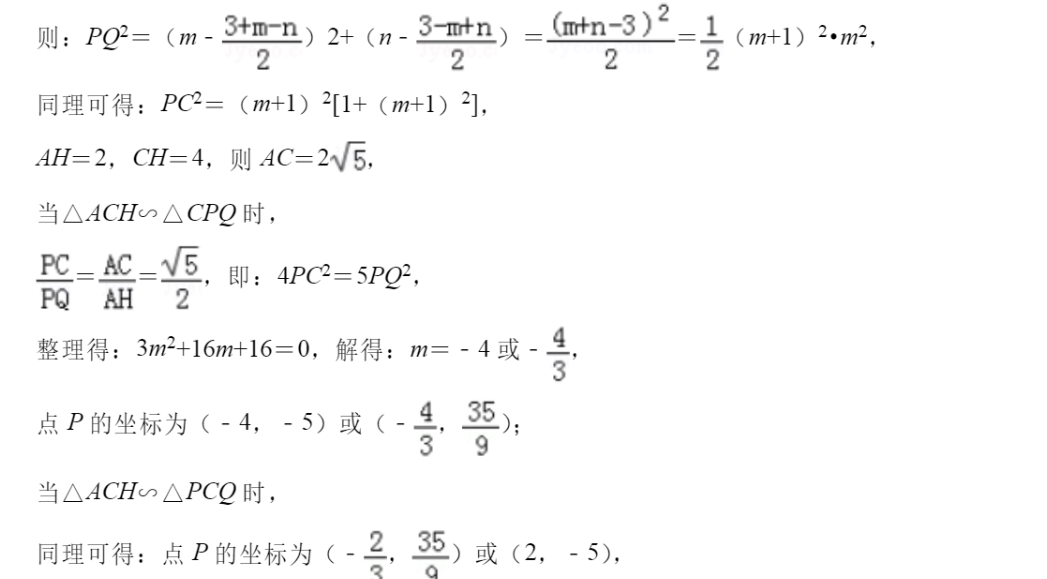 则：PQ²＝（m﹣(3+m−n)/2）2+（n﹣(3−m+n)/2）＝(m+n−3)²/2＝1/2（m+1）²•m²，
同理可得：PC²＝（m+1）²[1+（m+1）²]，
AH＝2，CH＝4，则 AC＝2√5，
当△ACH∽△CPQ 时，
PC/PQ＝AC/AH＝√5/2，即：4PC²＝5PQ²，
整理得：3m²+16m+16＝0，解得：m＝﹣4 或﹣4/3，
点 P 的坐标为（﹣4，﹣5）或（﹣4/3，35/9）；
当△ACH∽△PCQ 时，
同理可得：点 P 的坐标为（﹣2/3，35/9）或（2，﹣5），